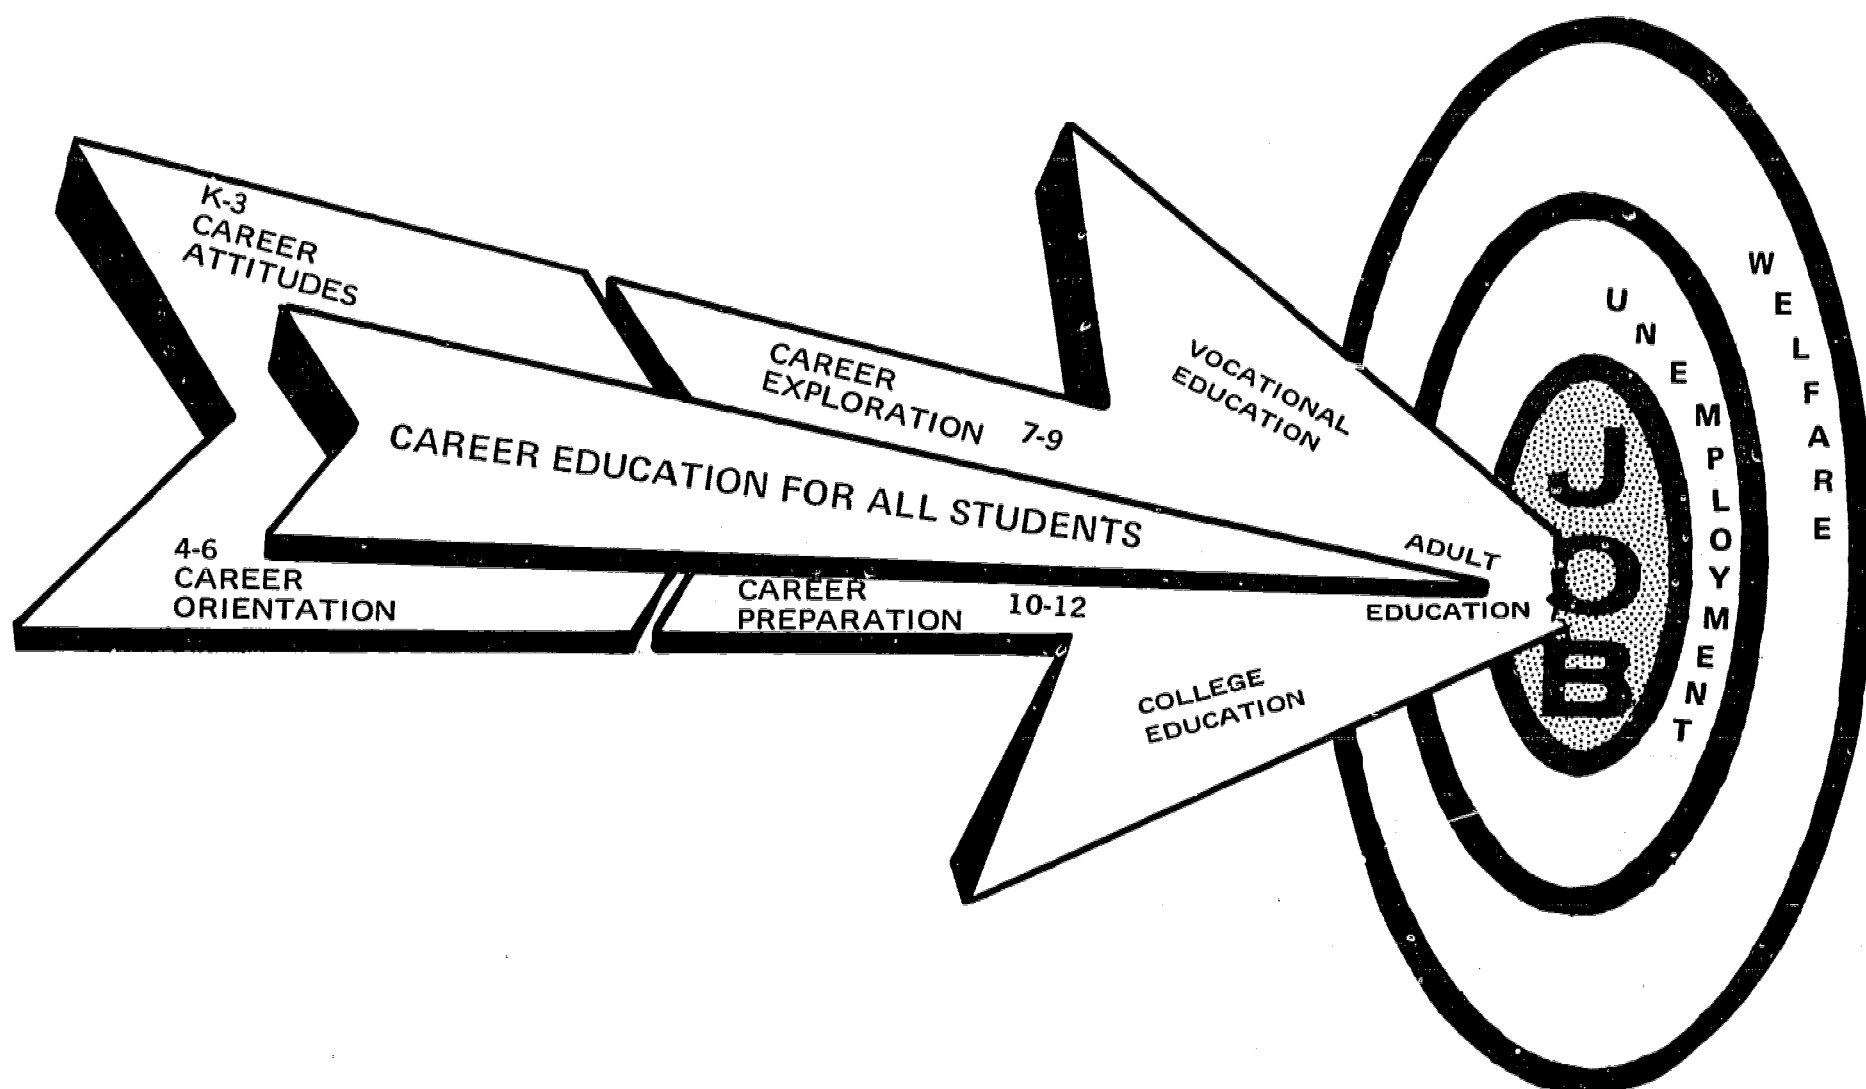 K-3
CAREER
ATTITUDES
CAREER
EXPLORATION 7-9
CAREER EDUCATION FOR ALL STUDENTS
4-6
CAREER
ORIENTATION
CAREER
PREPARATION 10-12
VOCATIONAL
EDUCATION
ADULT
EDUCATION
COLLEGE
EDUCATION
JOB
UNEMPLOYMENT
WELFARE